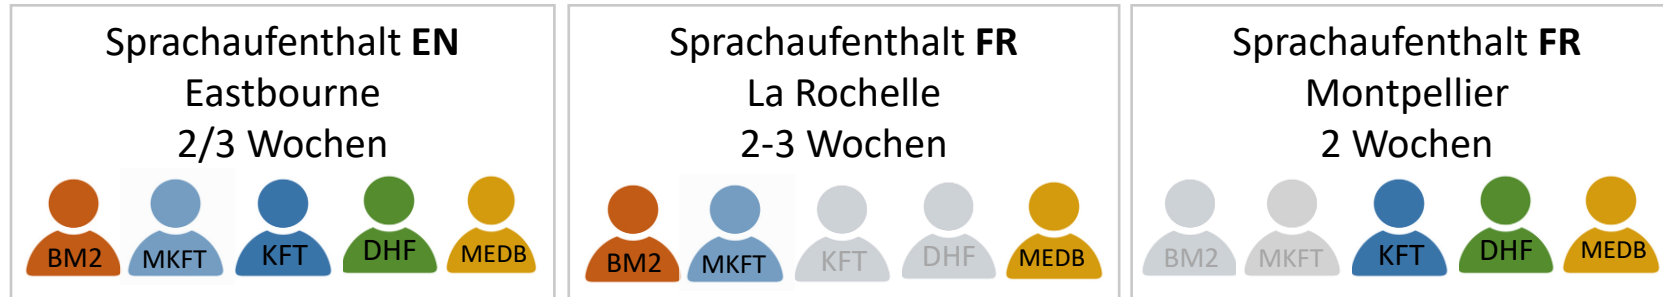 Sprachaufenthalt EN
Eastbourne
2/3 Wochen
BM2 MKFT KFT DHF MEDB
Sprachaufenthalt FR
La Rochelle
2-3 Wochen
BM2 MKFT KFT DHF MEDB
Sprachaufenthalt FR
Montpellier
2 Wochen
BM2 MKFT KFT DHF MEDB